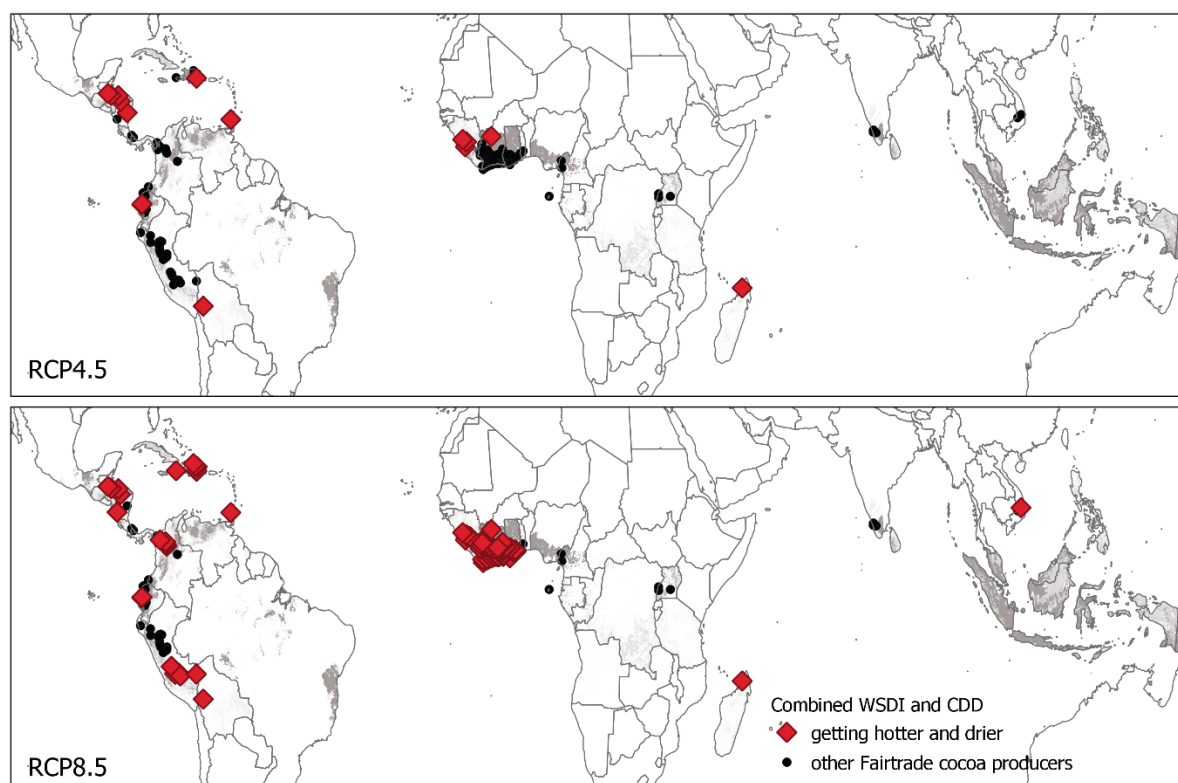 RCP4.5
Combined WSDI and CDD
getting hotter and drier
other Fairtrade cocoa producers
RCP8.5